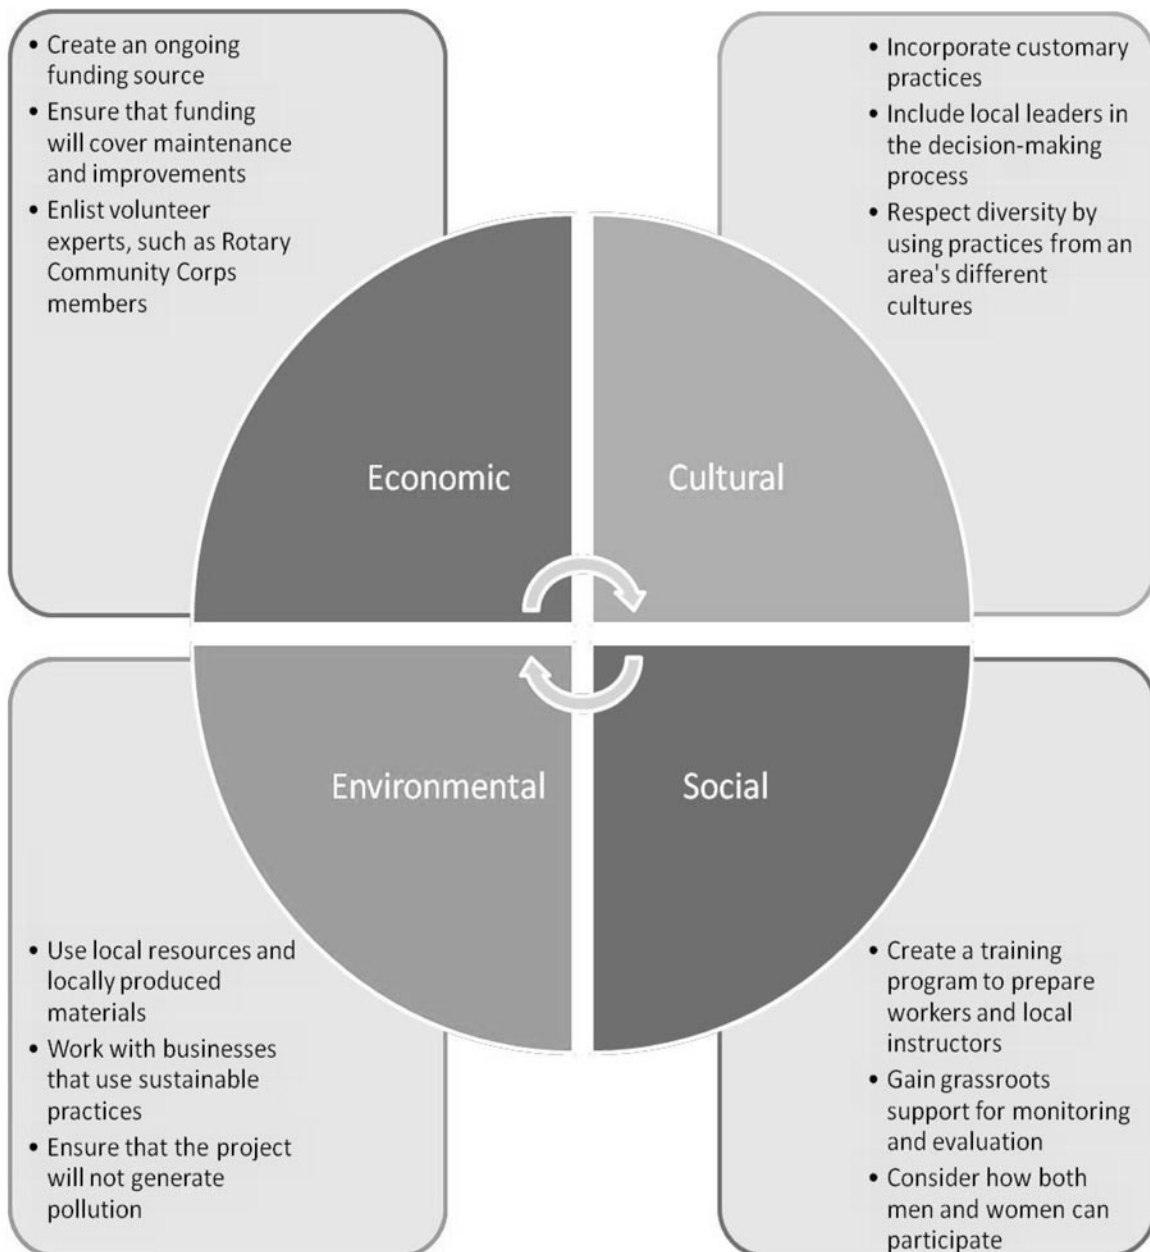 • Create an ongoing
funding source
• Ensure that funding
will cover maintenance
and improvements
• Enlist volunteer
experts, such as Rotary
Community Corps
members
• Incorporate customary
practices
• Include local leaders in
the decision-making
process
• Respect diversity by
using practices from an
area's different
cultures
Economic
Cultural
Environmental
Social
• Use local resources and
locally produced
materials
• Work with businesses
that use sustainable
practices
• Ensure that the project
will not generate
pollution
• Create a training
program to prepare
workers and local
instructors
• Gain grassroots
support for monitoring
and evaluation
• Consider how both
men and women can
participate